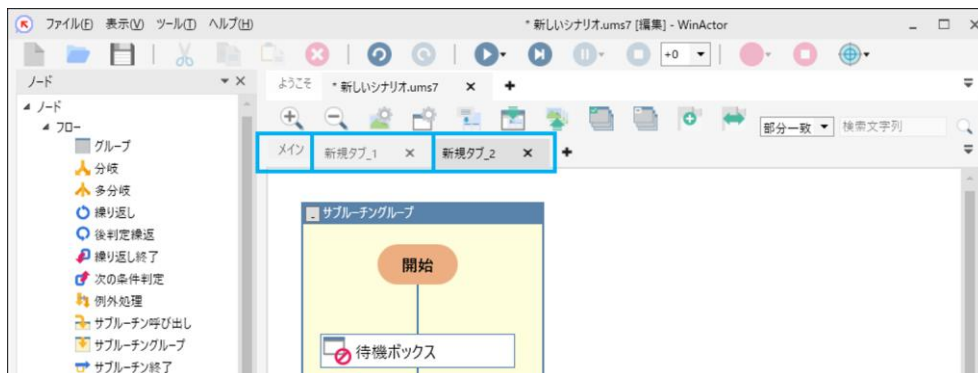 ファイル(F) 表示(V) ツール(T) ヘルプ(H)
* 新しいシナリオ.ums7 [編集] - WinActor
+0
ノード
ようこそ * 新しいシナリオ.ums7
ノード
フロー
部分一致 検索文字列
グループ
メイン 新規タブ_1 新規タブ_2
分岐
多分岐
繰り返し
サブルーチングループ
後判定繰返
繰り返し終了
開始
次の条件判定
例外処理
サブルーチン呼び出し
サブルーチングループ
待機ボックス
サブルーチン終了